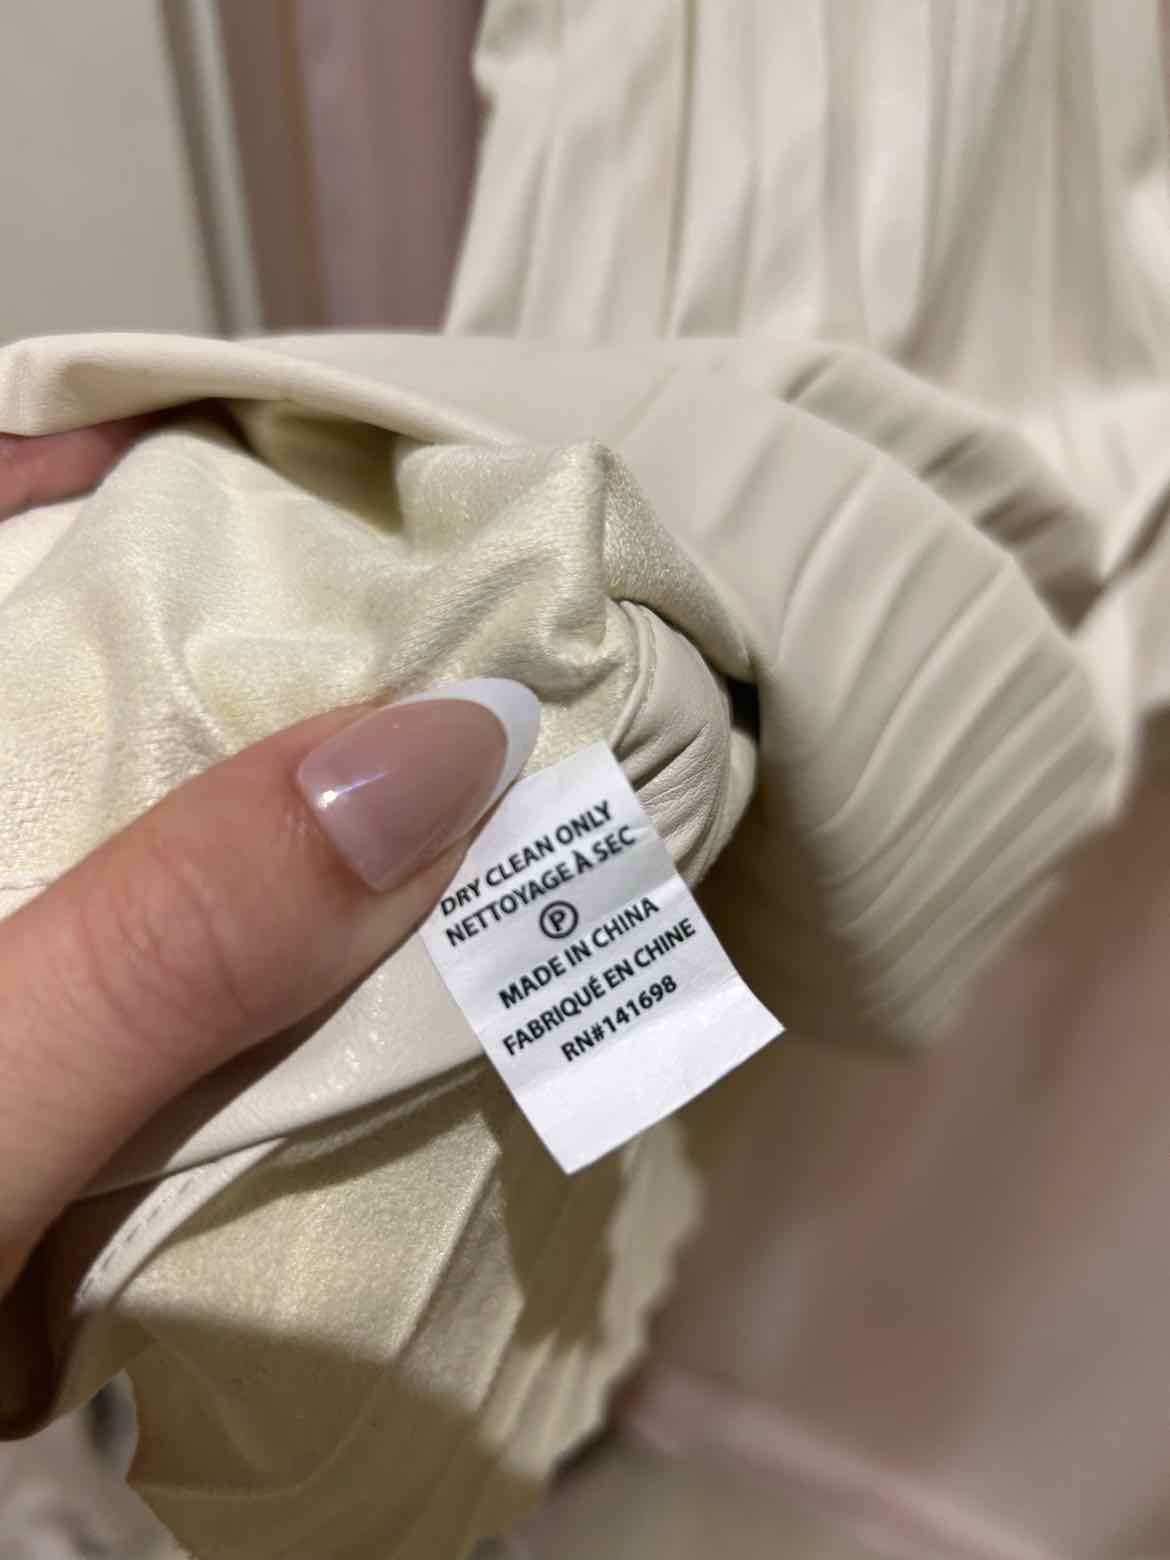 DRY CLEAN ONLY
NETTOYAGE À SEC
Ⓟ
MADE IN CHINA
FABRIQUÉ EN CHINE
RN#141698